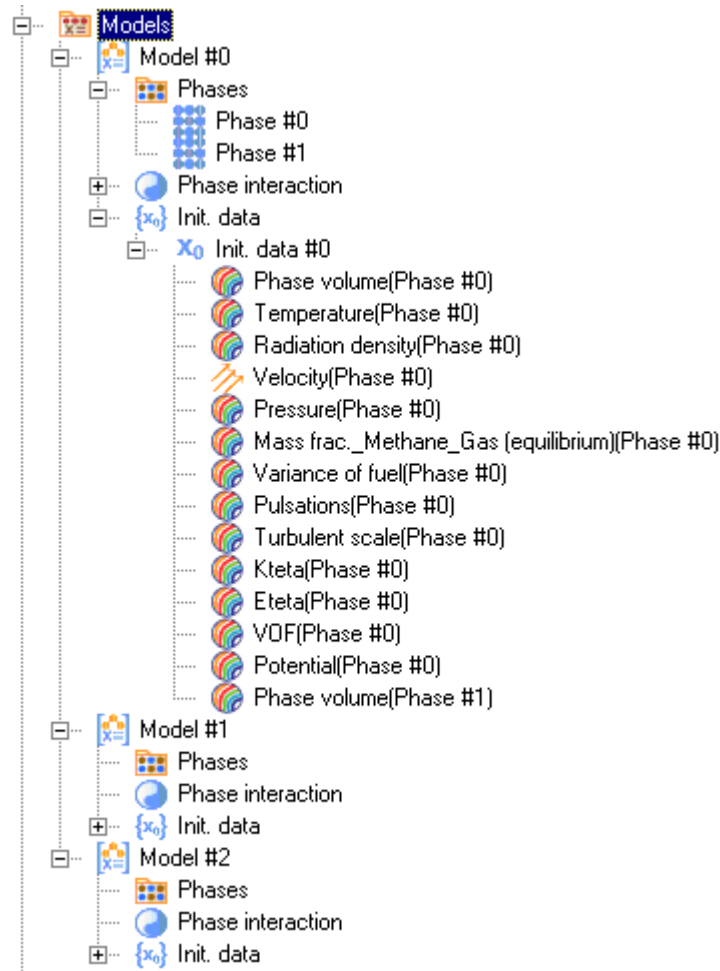 Models
Model #0
Phases
Phase #0
Phase #1
Phase interaction
{x₀} Init. data
X₀ Init. data #0
Phase volume(Phase #0)
Temperature(Phase #0)
Radiation density(Phase #0)
Velocity(Phase #0)
Pressure(Phase #0)
Mass frac._Methane_Gas (equilibrium)(Phase #0)
Variance of fuel(Phase #0)
Pulsations(Phase #0)
Turbulent scale(Phase #0)
Kteta(Phase #0)
Eteta(Phase #0)
VOF(Phase #0)
Potential(Phase #0)
Phase volume(Phase #1)
Model #1
Phases
Phase interaction
{x₀} Init. data
Model #2
Phases
Phase interaction
{x₀} Init. data